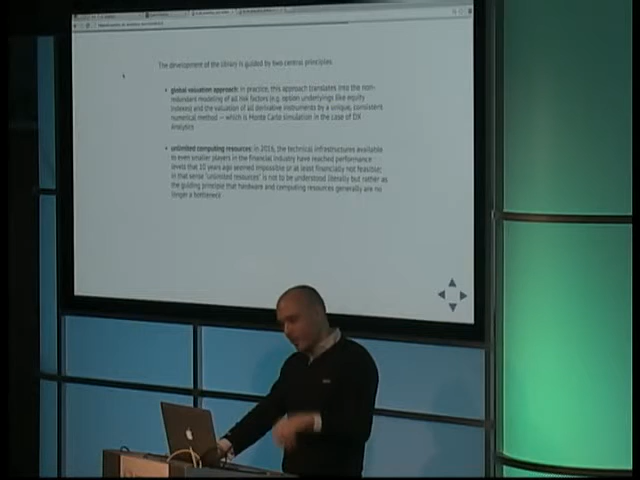 The development of the library is guided by two central principles.
global valuation approach: in practice, this approach translates into the non-
redundant modeling of all risk factors (e.g. option underlyings like equity
indexes) and the valuation of all derivative instruments by a unique, consistent
numerical method — which is Monte Carlo simulation in the case of DX
Analytics
unlimited computing resources: in 2016, the technical infrastructures available
to even smaller players in the financial industry have reached performance
levels that 10 years ago seemed impossible or at least financially not feasible;
in that sense "unlimited resources" is not to be understood literally but rather as
the guiding principle that hardware and computing resources generally are no
longer a bottleneck